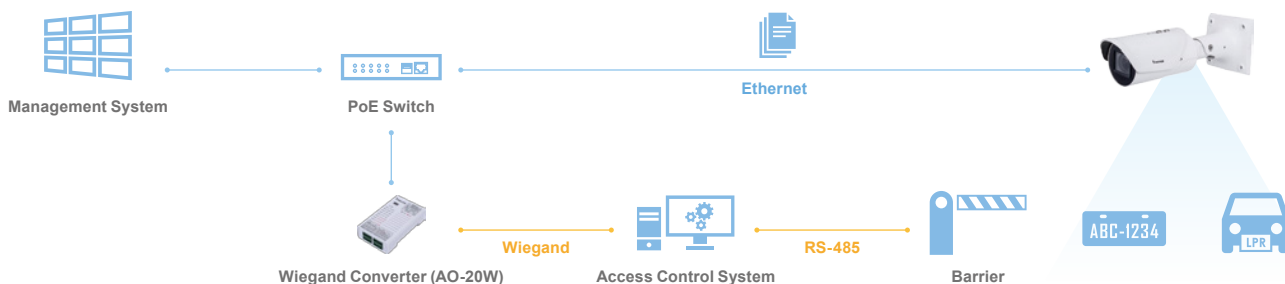 Management System
PoE Switch
Ethernet
ABC-1234
LPR
Wiegand
RS-485
Wiegand Converter (AO-20W)
Access Control System
Barrier